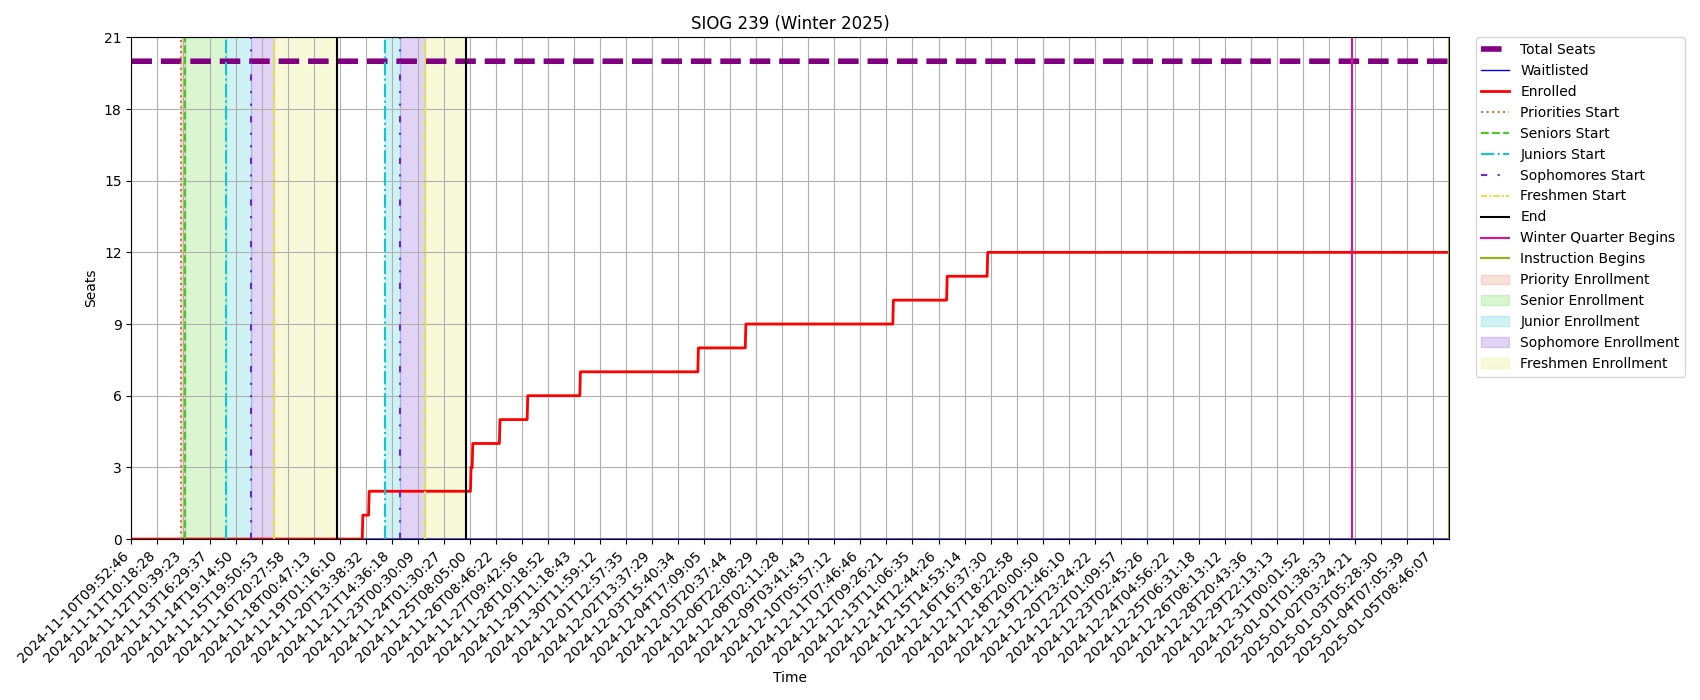 SIOG 239 (Winter 2025)
21
18
15
12
9
6
3
0
Seats
2024-11-10T09:52:46
2024-11-11T10:18:28
2024-11-12T10:39:23
2024-11-13T16:29:37
2024-11-14T19:14:50
2024-11-15T19:50:53
2024-11-16T20:27:58
2024-11-18T00:47:13
2024-11-19T01:16:10
2024-11-20T13:38:32
2024-11-21T14:36:18
2024-11-23T00:30:09
2024-11-24T01:30:27
2024-11-25T08:05:00
2024-11-26T08:46:22
2024-11-27T09:42:56
2024-11-28T10:18:52
2024-11-29T11:18:43
2024-11-30T11:59:12
2024-12-01T12:57:35
2024-12-02T13:37:29
2024-12-03T15:40:34
2024-12-04T17:09:05
2024-12-05T20:37:44
2024-12-06T22:08:29
2024-12-08T02:11:28
2024-12-09T03:41:43
2024-12-10T05:57:12
2024-12-11T07:46:46
2024-12-12T09:26:21
2024-12-13T11:06:35
2024-12-14T12:44:26
2024-12-15T14:53:14
2024-12-16T16:37:30
2024-12-17T18:22:58
2024-12-18T20:00:50
2024-12-19T21:46:10
2024-12-20T23:24:22
2024-12-22T01:09:57
2024-12-23T02:45:26
2024-12-24T04:56:22
2024-12-25T06:31:18
2024-12-26T08:13:12
2024-12-28T20:43:36
2024-12-29T22:13:13
2024-12-31T00:01:52
2025-01-01T01:38:33
2025-01-02T03:24:21
2025-01-03T05:28:30
2025-01-04T07:05:39
2025-01-05T08:46:07
Time
Total Seats
Waitlisted
Enrolled
Priorities Start
Seniors Start
Juniors Start
Sophomores Start
Freshmen Start
End
Winter Quarter Begins
Instruction Begins
Priority Enrollment
Senior Enrollment
Junior Enrollment
Sophomore Enrollment
Freshmen Enrollment